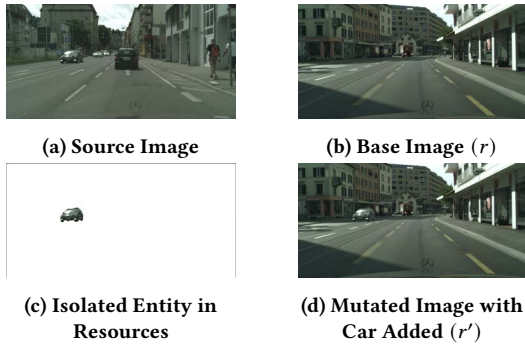 (a) Source Image
(b) Base Image (r)
(c) Isolated Entity in
Resources
(d) Mutated Image with
Car Added (r′)